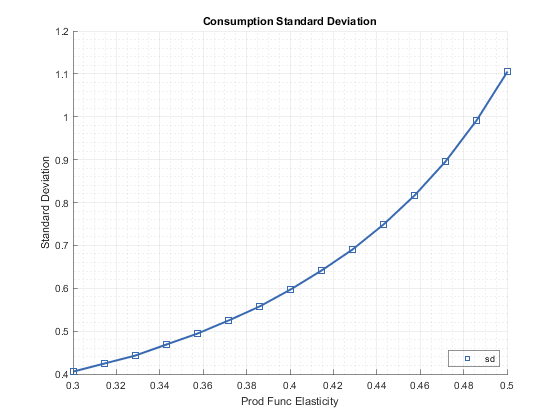 Consumption Standard Deviation
1.2
1.1
1
0.9
0.8
0.7
0.6
0.5
0.4
Standard Deviation
0.3 0.32 0.34 0.36 0.38 0.4 0.42 0.44 0.46 0.48 0.5
Prod Func Elasticity
sd